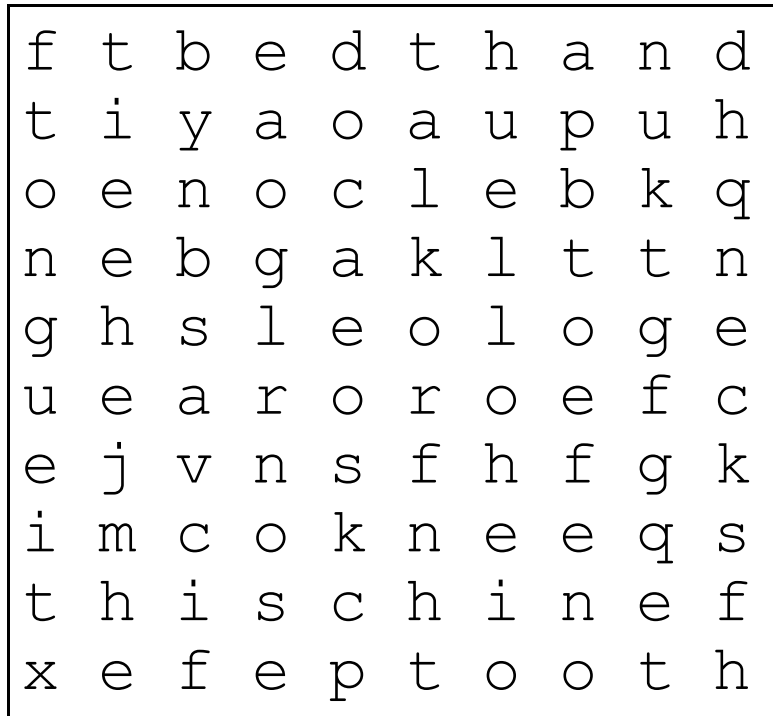 f t b e d t h a n d
t i y a o a u p u h
o e n o c l e b k q
n e b g a k l t t n
g h s l e o l o g e
u e a r o r o e f c
e j v n s f h f g k
i m c o k n e e q s
t h i s c h i n e f
x e f e p t o o t h